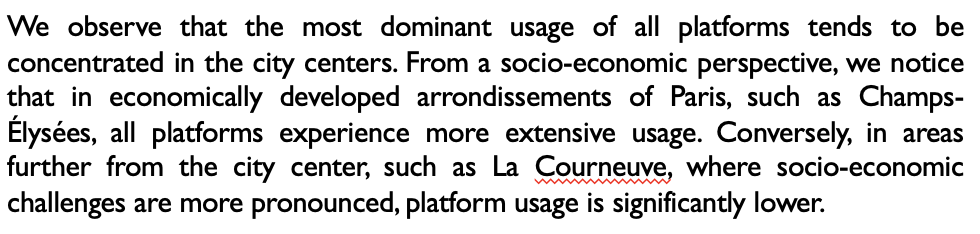 We observe that the most dominant usage of all platforms tends to be
concentrated in the city centers. From a socio-economic perspective, we notice
that in economically developed arrondissements of Paris, such as Champs-
Élysées, all platforms experience more extensive usage. Conversely, in areas
further from the city center, such as La Courneuve, where socio-economic
challenges are more pronounced, platform usage is significantly lower.